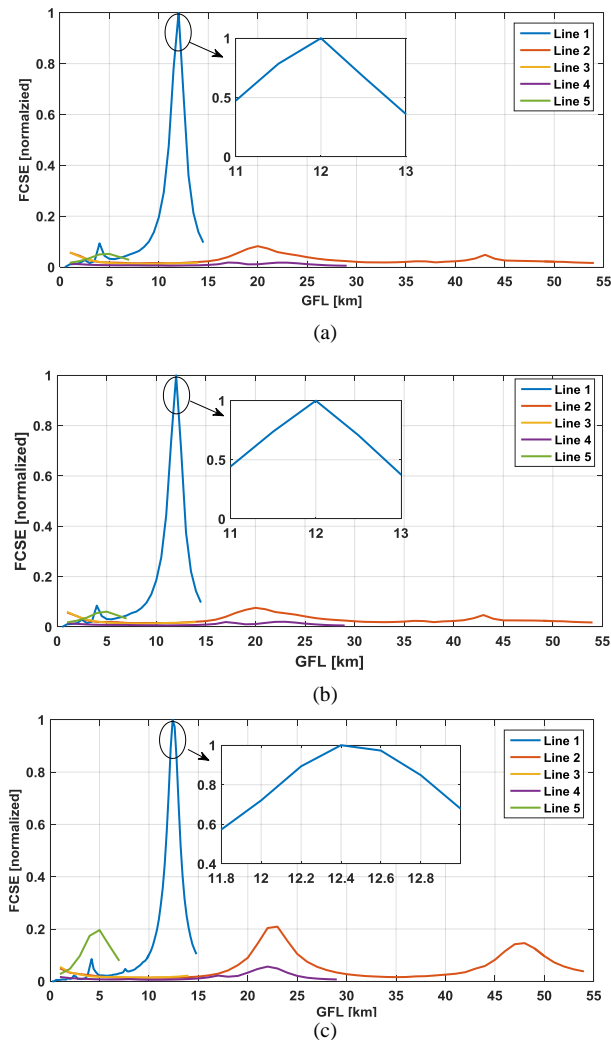 1
0.8
0.6
0.4
0.2
0
FCSE [normalzied]
0 5 10 15 20 25 30 35 40 45 50 55
GFL [km]
1
0.5
0
11 12 13
Line 1
Line 2
Line 3
Line 4
Line 5
(a)
1
0.8
0.6
0.4
0.2
0
FCSE [normalized]
0 5 10 15 20 25 30 35 40 45 50 55
GFL [km]
1
0.5
0
11 12 13
Line 1
Line 2
Line 3
Line 4
Line 5
(b)
1
0.8
0.6
0.4
0.2
0
FCSE [normalized]
0 5 10 15 20 25 30 35 40 45 50 55
GFL [km]
1
0.8
0.6
0.4
11.8 12 12.2 12.4 12.6 12.8
Line 1
Line 2
Line 3
Line 4
Line 5
(c)